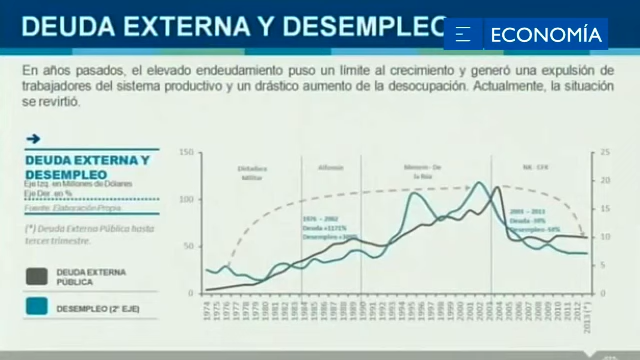 DEUDA EXTERNA Y DESEMPLEO
E ECONOMÍA
En años pasados, el elevado endeudamiento puso un límite al crecimiento y generó una expulsión de
trabajadores del sistema productivo y un drástico aumento de la desocupación. Actualmente, la situación
se revirtió.
DEUDA EXTERNA Y
DESEMPLEO
Eje Izq. en Millones de Dólares
Eje Der. en %
Fuente: Elaboración Propia.
(*) Deuda Externa Pública hasta
tercer trimestre.
DEUDA EXTERNA
PÚBLICA
DESEMPLEO (2° EJE)
150
100
50
0
Dictadura
Militar
Alfonsín
Menem - De
la Rúa
NK - CFK
1976 – 2002
Deuda +1171%
2003 – 2013
Deuda -39%
25
20
15
10
5
0
1974 1976 1977 1978 1979 1980 1981 1982 1983 1984 1985 1986 1987 1988 1989 1990 1991 1992 1993 1994 1995 1996 1997 1998 1999 2000 2001 2002 2003 2004 2005 2006 2007 2008 2009 2010 2011 2012 2013 (*)